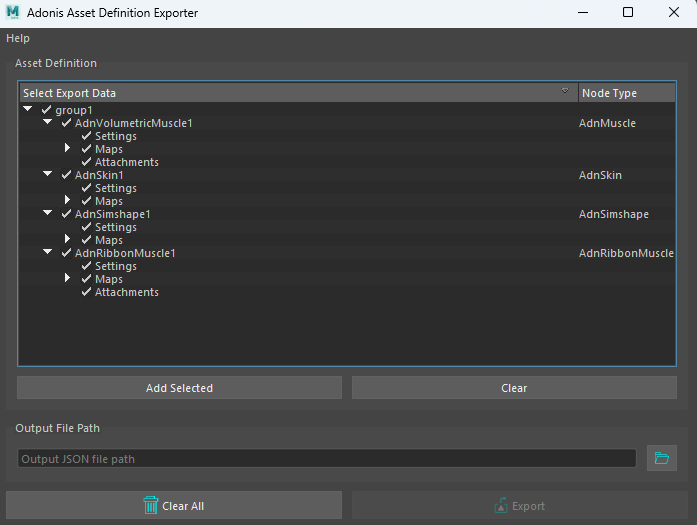 Adonis Asset Definition Exporter
Help
Asset Definition
Select Export Data Node Type
group1
AdnVolumetricMuscle1 AdnMuscle
Settings
Maps
Attachments
AdnSkin1 AdnSkin
Settings
Maps
AdnSimshape1 AdnSimshape
Settings
Maps
AdnRibbonMuscle1 AdnRibbonMuscle
Settings
Maps
Attachments
Add Selected Clear
Output File Path
Output JSON file path
Clear All Export